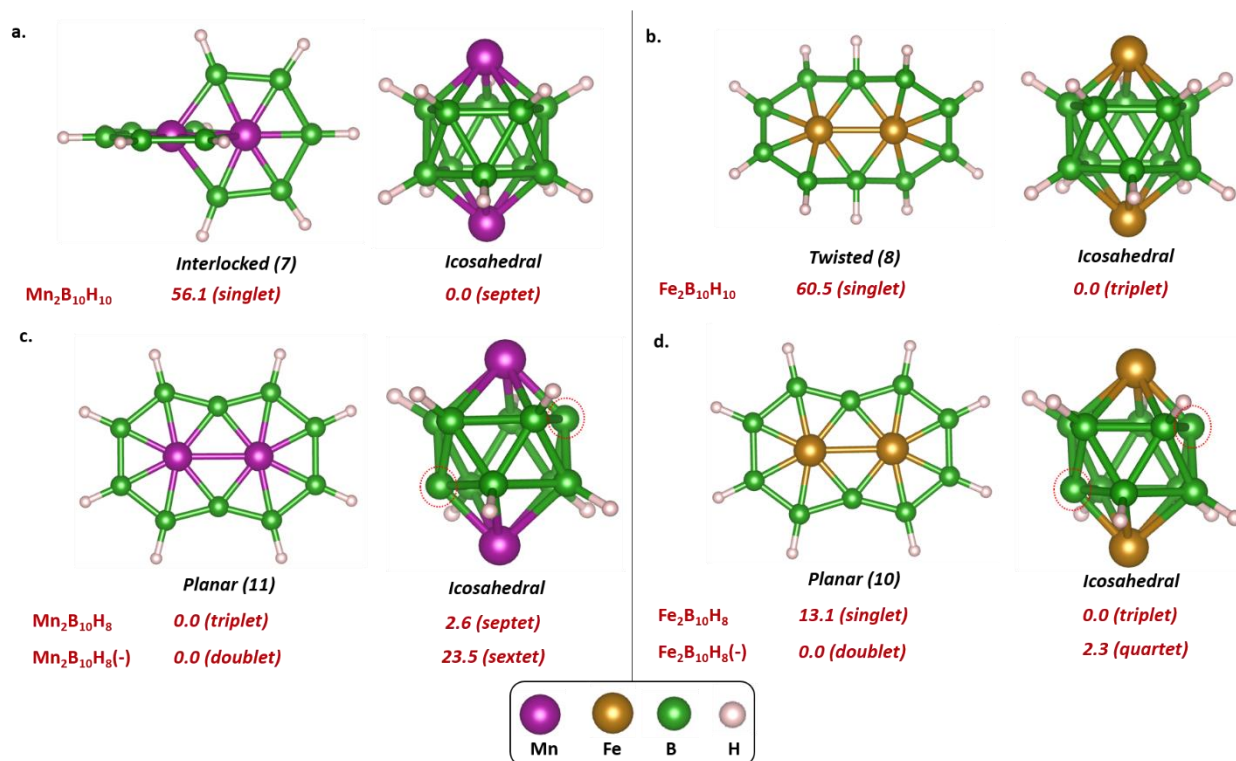 a.
Interlocked (7) Icosahedral
Mn₂B₁₀H₁₀ 56.1 (singlet) 0.0 (septet)
b.
Twisted (8) Icosahedral
Fe₂B₁₀H₁₀ 60.5 (singlet) 0.0 (triplet)
c.
Planar (11) Icosahedral
Mn₂B₁₀H₈ 0.0 (triplet) 2.6 (septet)
Mn₂B₁₀H₈(-) 0.0 (doublet) 23.5 (sextet)
d.
Planar (10) Icosahedral
Fe₂B₁₀H₈ 13.1 (singlet) 0.0 (triplet)
Fe₂B₁₀H₈(-) 0.0 (doublet) 2.3 (quartet)
Mn Fe B H